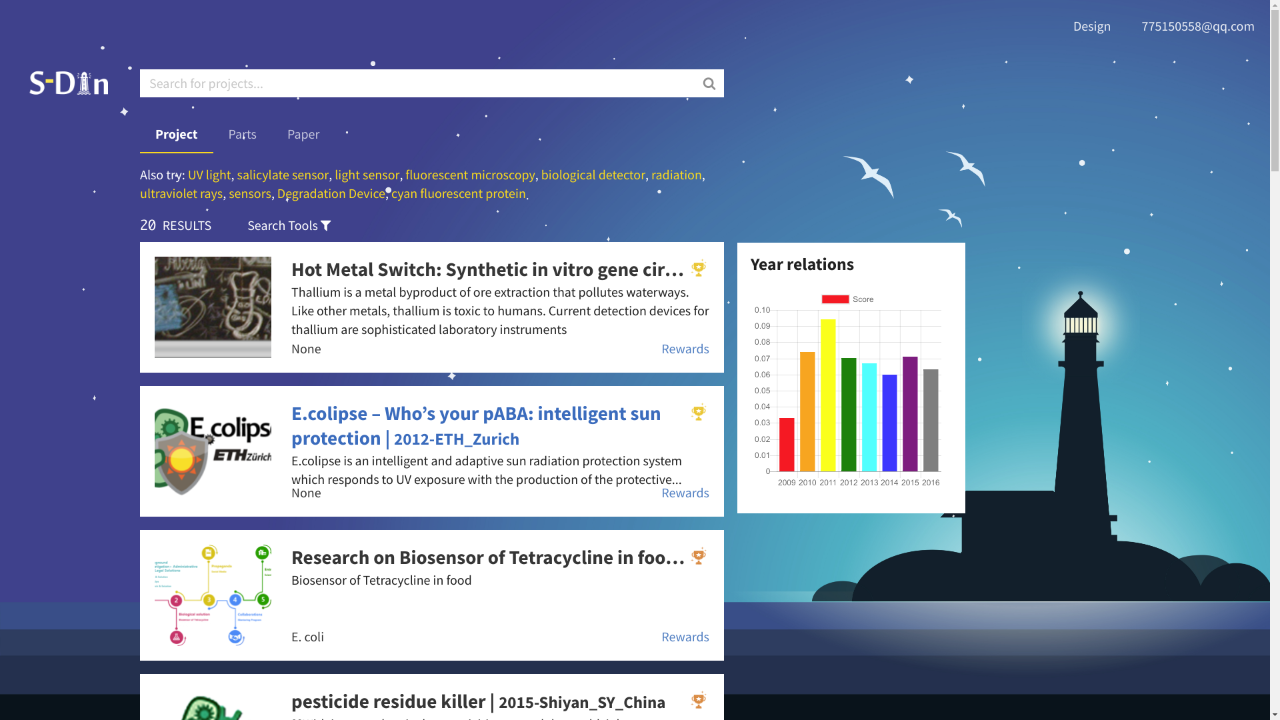 Design 775150558@qq.com
S-Din
Search for projects...
Project Parts Paper
Also try: UV light, salicylate sensor, light sensor, fluorescent microscopy, biological detector, radiation,
ultraviolet rays, sensors, Degradation Device, cyan fluorescent protein.
20 RESULTS Search Tools
Hot Metal Switch: Synthetic in vitro gene cir...
Thallium is a metal byproduct of ore extraction that pollutes waterways.
Like other metals, thallium is toxic to humans. Current detection devices for
thallium are sophisticated laboratory instruments
None Rewards
E.colips
ETH Zürich
E.colipse – Who's your pABA: intelligent sun
protection | 2012-ETH_Zurich
E.colipse is an intelligent and adaptive sun radiation protection system
which responds to UV exposure with the production of the protective...
None Rewards
2 3 4 5
Research on Biosensor of Tetracycline in foo...
Biosensor of Tetracycline in food
E. coli Rewards
pesticide residue killer | 2015-Shiyan_SY_China
Year relations
Score
0.10
0.09
0.08
0.07
0.06
0.05
0.04
0.03
0.02
0.01
0
2009 2010 2011 2012 2013 2014 2015 2016